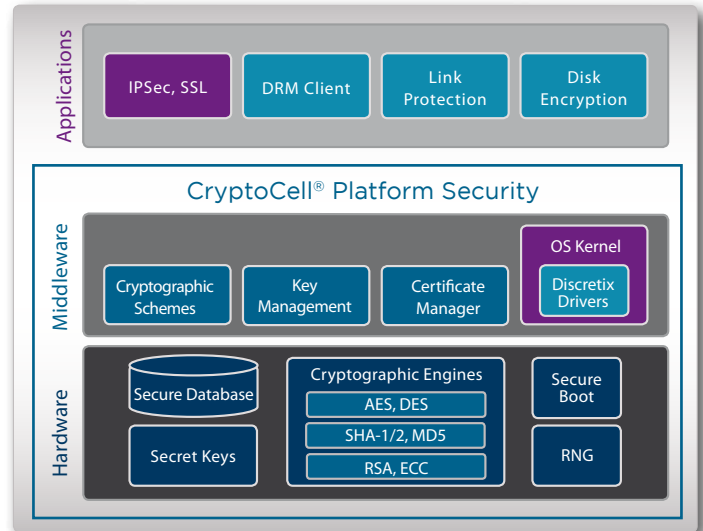 Applications
IPSec, SSL
DRM Client
Link
Protection
Disk
Encryption
CryptoCell® Platform Security
Middleware
Cryptographic
Schemes
Key
Management
Certificate
Manager
OS Kernel
Discretix
Drivers
Hardware
Secure Database
Secret Keys
Cryptographic Engines
AES, DES
SHA-1/2, MD5
RSA, ECC
Secure
Boot
RNG